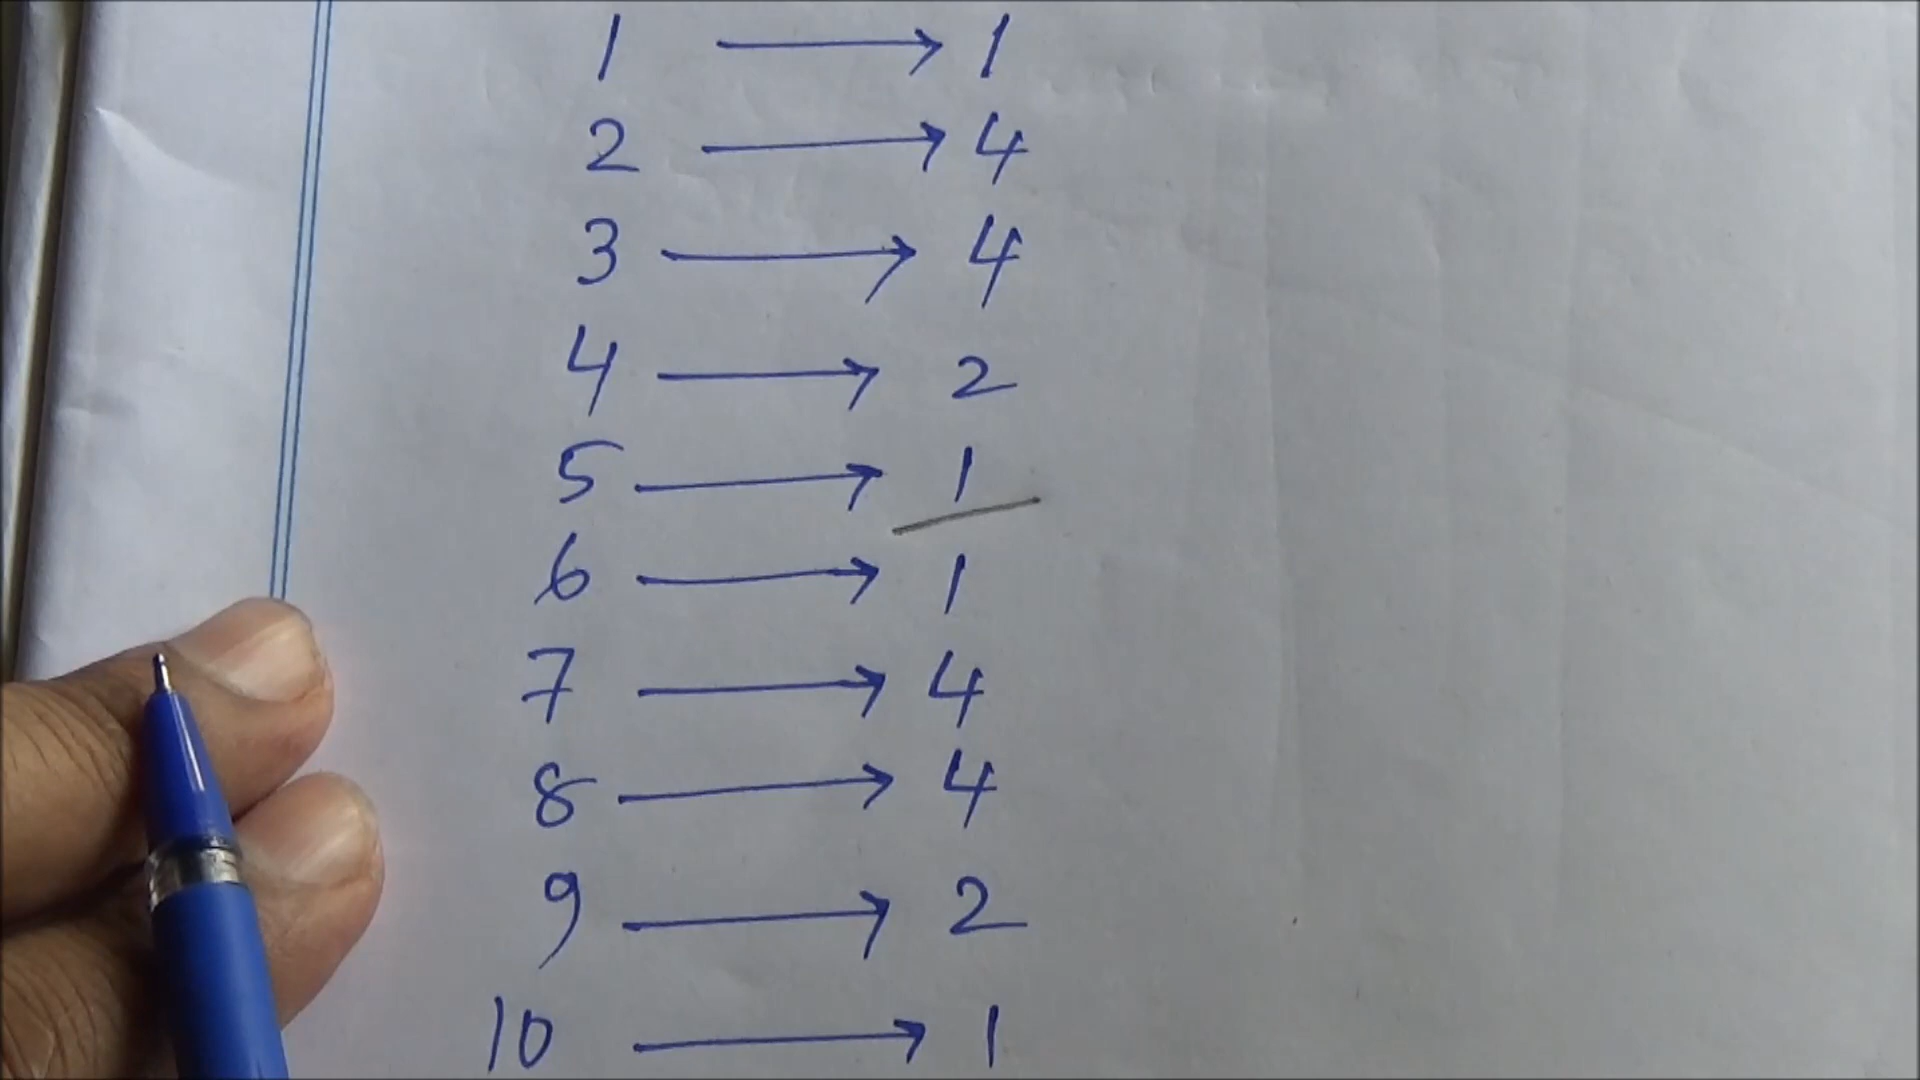 1 → 1
2 → 4
3 → 4
4 → 2
5 → 1
6 → 1
7 → 4
8 → 4
9 → 2
10 → 1